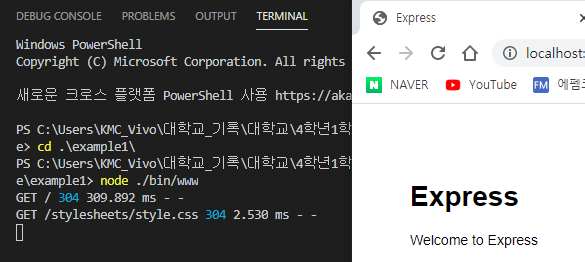 DEBUG CONSOLE PROBLEMS OUTPUT TERMINAL
Windows PowerShell
Copyright (C) Microsoft Corporation. All rights
새로운 크로스 플랫폼 PowerShell 사용 https://aka
PS C:\Users\KMC_Vivo\대학교_기록\대학교\4학년1학
e> cd .\example1\
PS C:\Users\KMC_Vivo\대학교_기록\대학교\4학년1학
e\example1> node ./bin/www
GET / 304 309.892 ms - -
GET /stylesheets/style.css 304 2.530 ms - -
Express
localhost:
NAVER YouTube FM 에펨코
Express
Welcome to Express